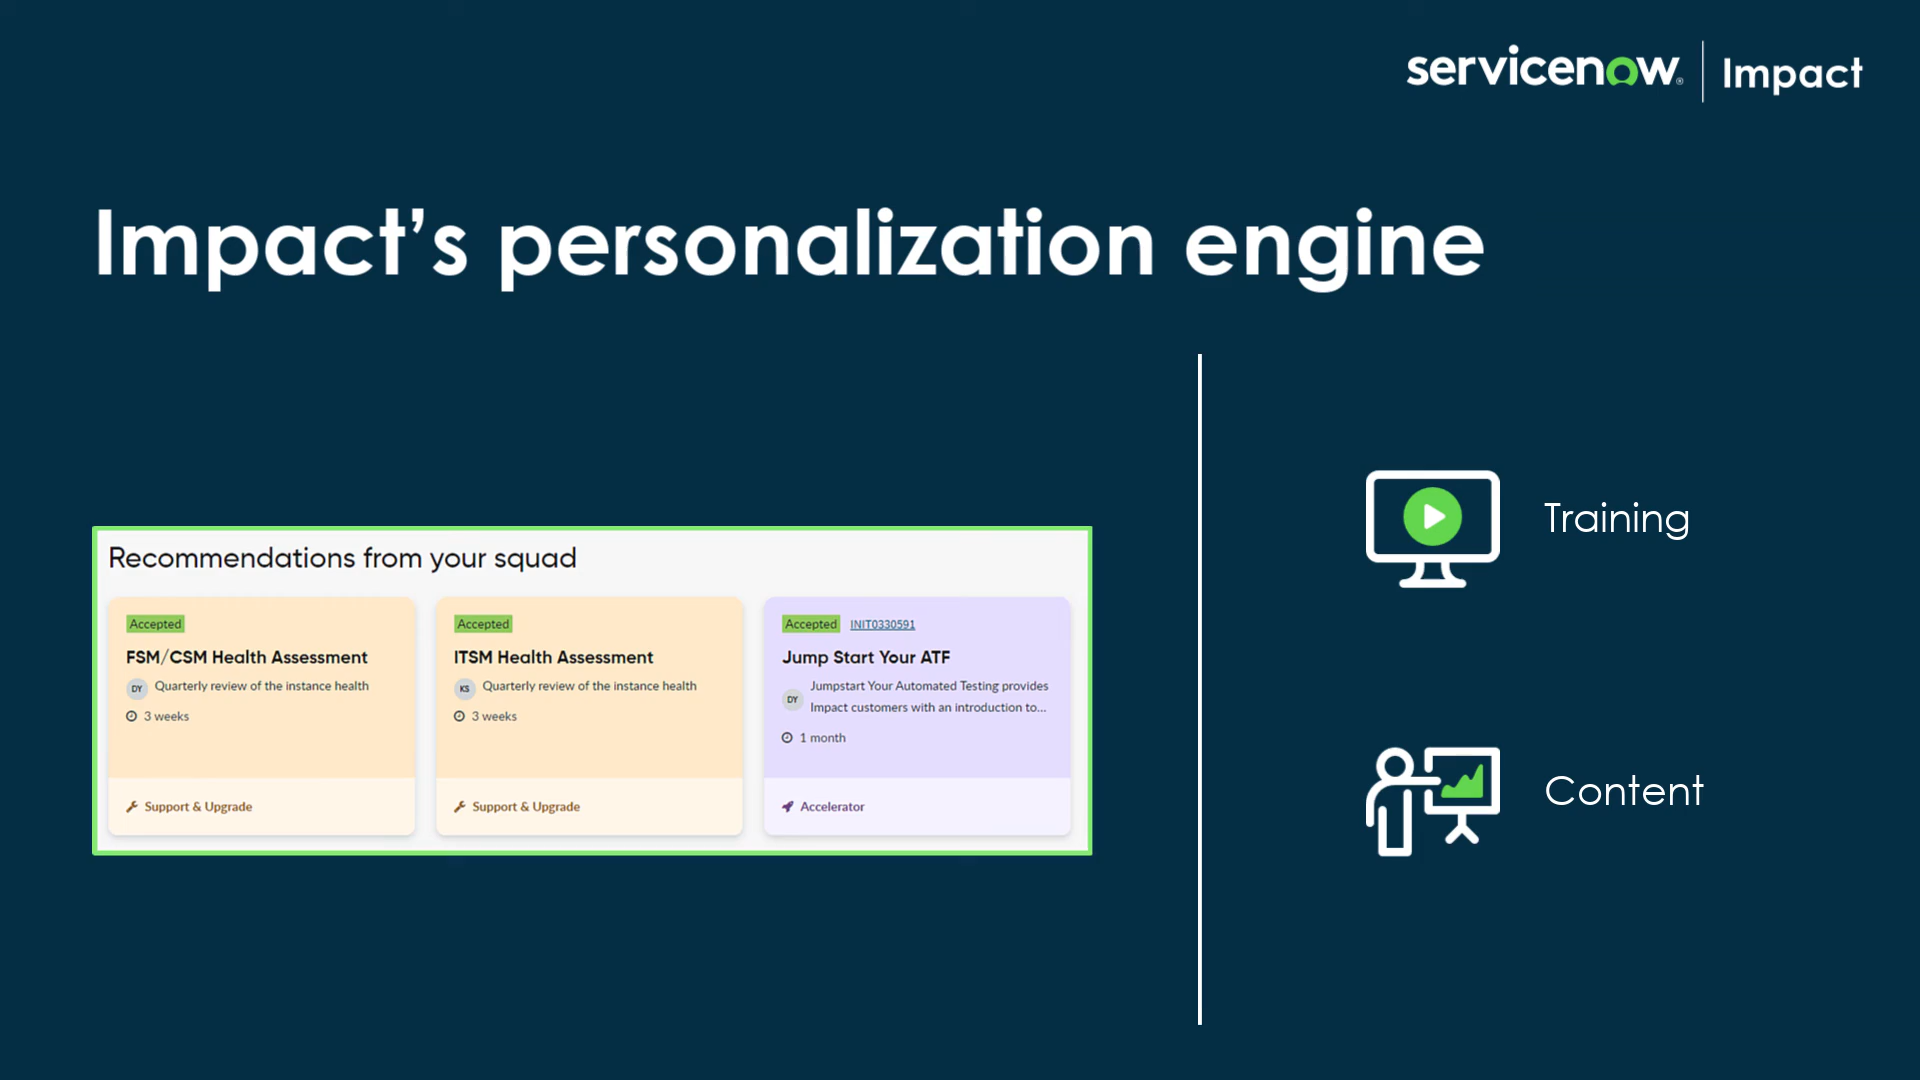 servicenow® | Impact
Impact's personalization engine
Recommendations from your squad
Accepted
FSM/CSM Health Assessment
DY Quarterly review of the instance health
3 weeks
Support & Upgrade
Accepted
ITSM Health Assessment
KS Quarterly review of the instance health
3 weeks
Support & Upgrade
Accepted INIT0330591
Jump Start Your ATF
DY Jumpstart Your Automated Testing provides
Impact customers with an introduction to...
1 month
Accelerator
Training
Content